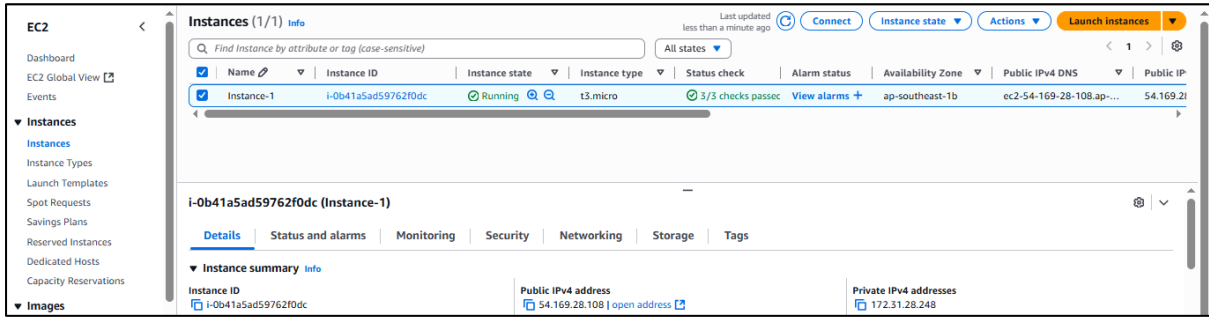 EC2
Dashboard
EC2 Global View
Events
Instances
Instances
Instance Types
Launch Templates
Spot Requests
Savings Plans
Reserved Instances
Dedicated Hosts
Capacity Reservations
Images
Instances (1/1) Info
Last updated
less than a minute ago
Connect
Instance state
Actions
Launch instances
Find Instance by attribute or tag (case-sensitive)
All states
1
Name Instance ID Instance state Instance type Status check Alarm status Availability Zone Public IPv4 DNS Public IP
Instance-1 i-0b41a5ad59762f0dc Running t3.micro 3/3 checks passec View alarms + ap-southeast-1b ec2-54-169-28-108.ap-... 54.169.2
i-0b41a5ad59762f0dc (Instance-1)
Details Status and alarms Monitoring Security Networking Storage Tags
Instance summary Info
Instance ID Public IPv4 address Private IPv4 addresses
i-0b41a5ad59762f0dc 54.169.28.108 | open address 172.31.28.248